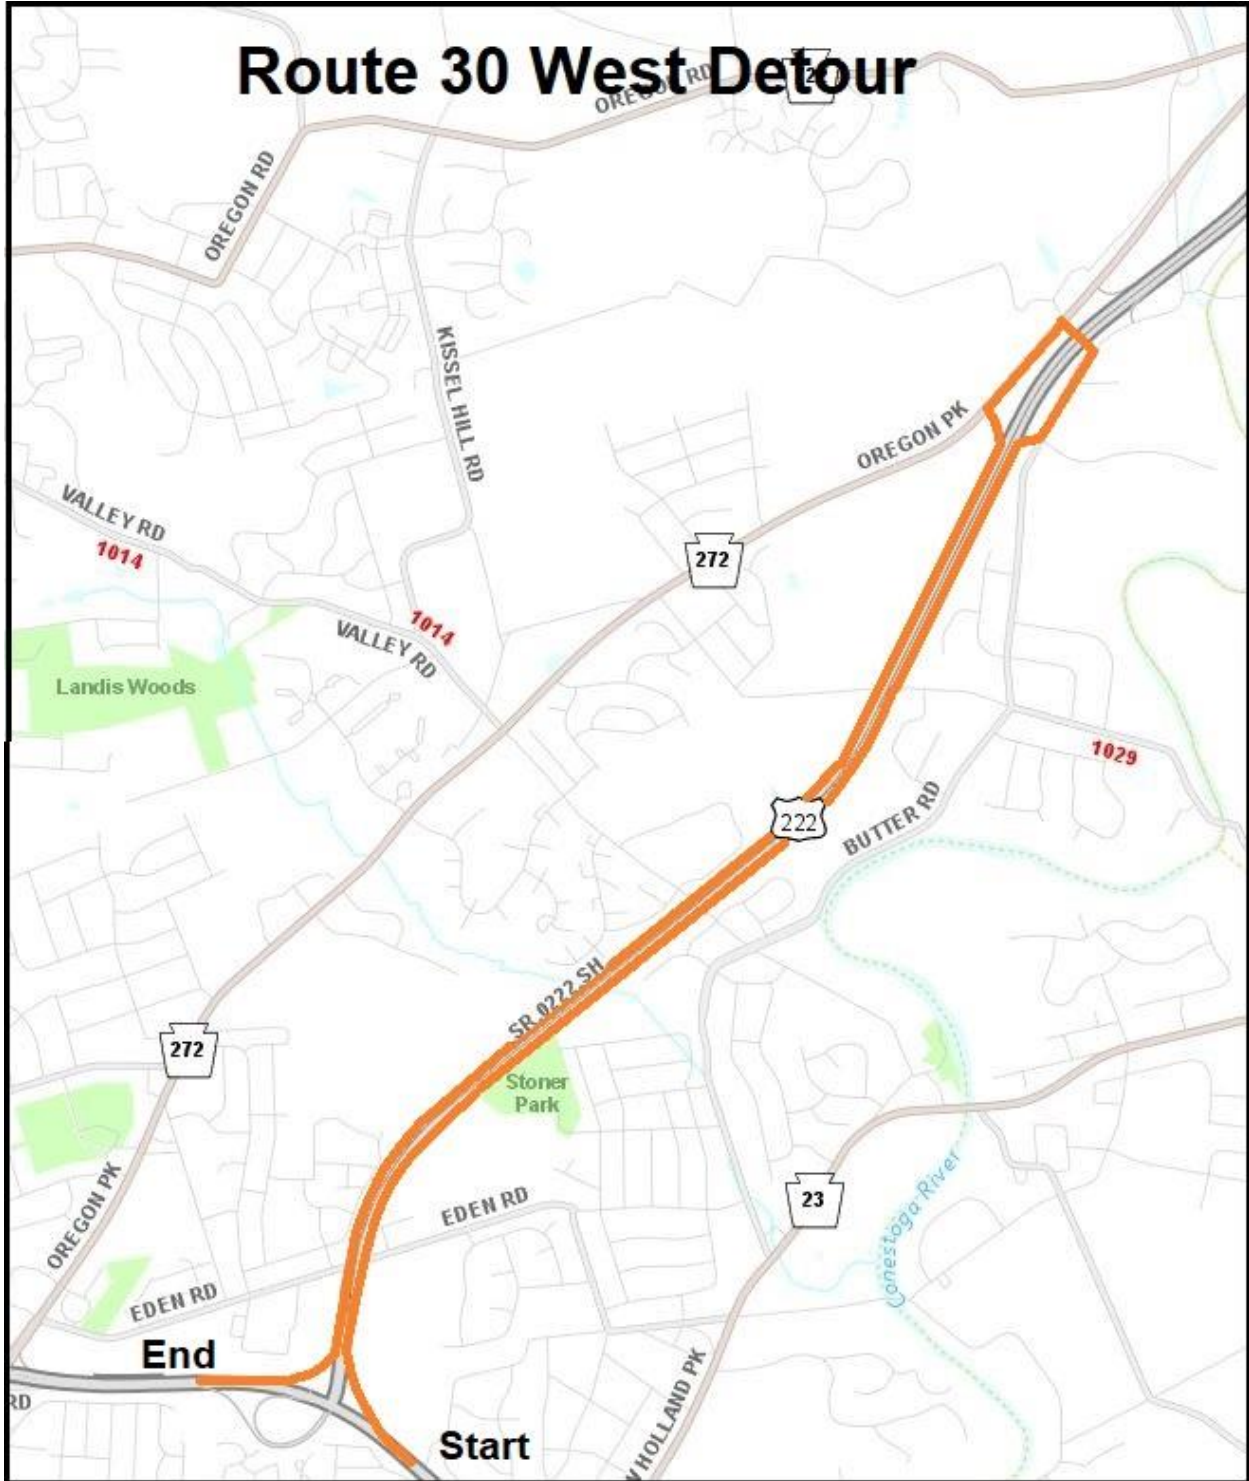 Route 30 West Detour
OREGON RD
OREGON RD
KISSEL HILL RD
OREGON PK
VALLEY RD
1014
272
1014
VALLEY RD
Landis Woods
1029
222
BUTTER RD
SR 0222 SH
272
Stoner
Park
OREGON PK
EDEN RD
23
Conestoga River
EDEN RD
End
RD
HOLLAND PK
Start